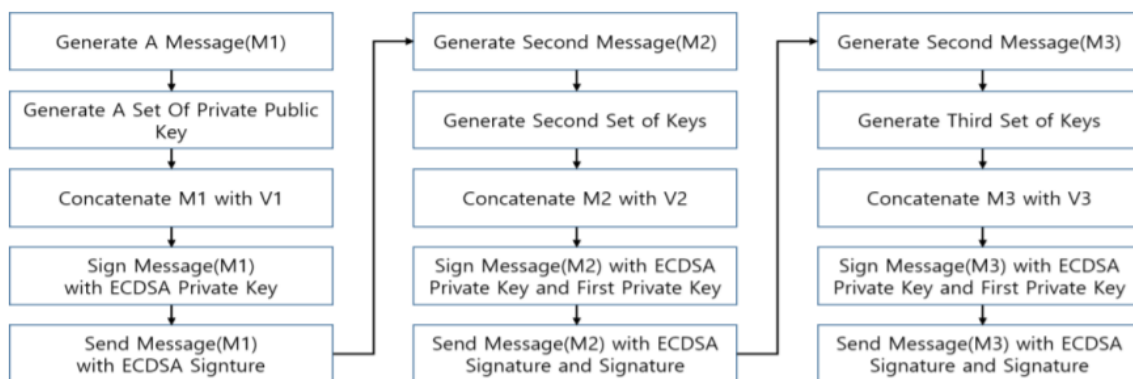 Generate A Message(M1)
Generate A Set Of Private Public
Key
Concatenate M1 with V1
Sign Message(M1)
with ECDSA Private Key
Send Message(M1)
with ECDSA Signture
Generate Second Message(M2)
Generate Second Set of Keys
Concatenate M2 with V2
Sign Message(M2) with ECDSA
Private Key and First Private Key
Send Message(M2) with ECDSA
Signature and Signature
Generate Second Message(M3)
Generate Third Set of Keys
Concatenate M3 with V3
Sign Message(M3) with ECDSA
Private Key and First Private Key
Send Message(M3) with ECDSA
Signature and Signature